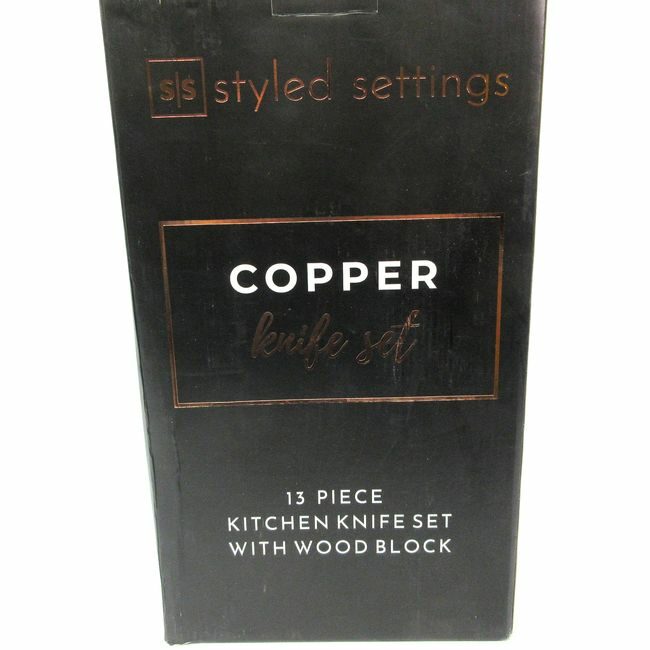 s|s styled settings
COPPER
knife set
13 PIECE
KITCHEN KNIFE SET
WITH WOOD BLOCK